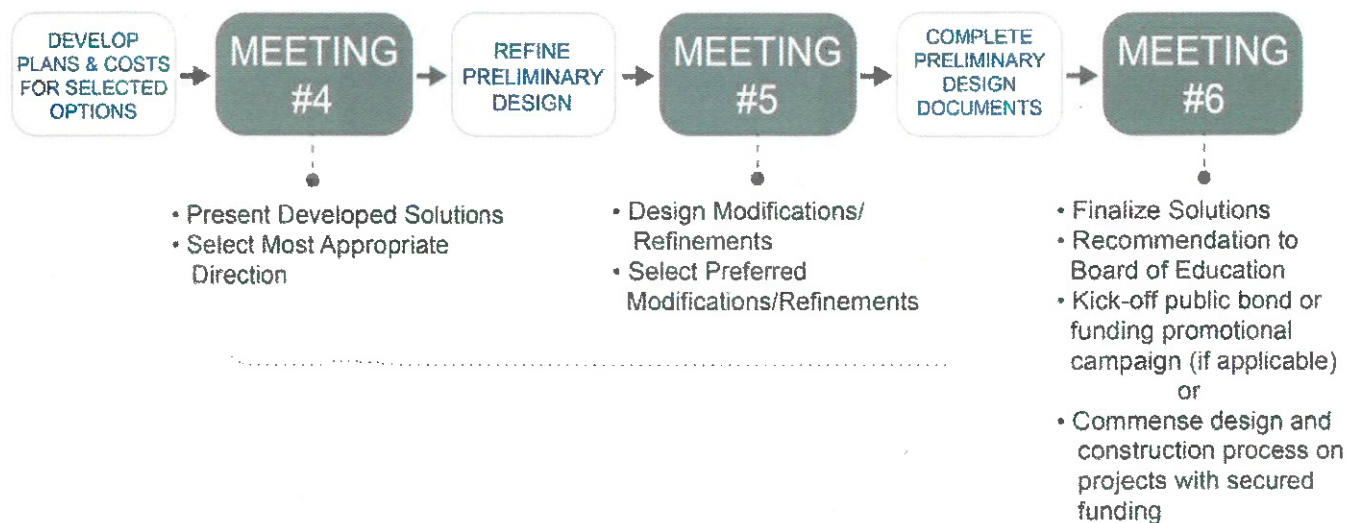 DEVELOP
PLANS & COSTS
FOR SELECTED
OPTIONS
MEETING
#4
REFINE
PRELIMINARY
DESIGN
MEETING
#5
COMPLETE
PRELIMINARY
DESIGN
DOCUMENTS
MEETING
#6
• Present Developed Solutions
• Select Most Appropriate
Direction
• Design Modifications/
Refinements
• Select Preferred
Modifications/Refinements
• Finalize Solutions
• Recommendation to
Board of Education
• Kick-off public bond or
funding promotional
campaign (if applicable)
or
• Commense design and
construction process on
projects with secured
funding